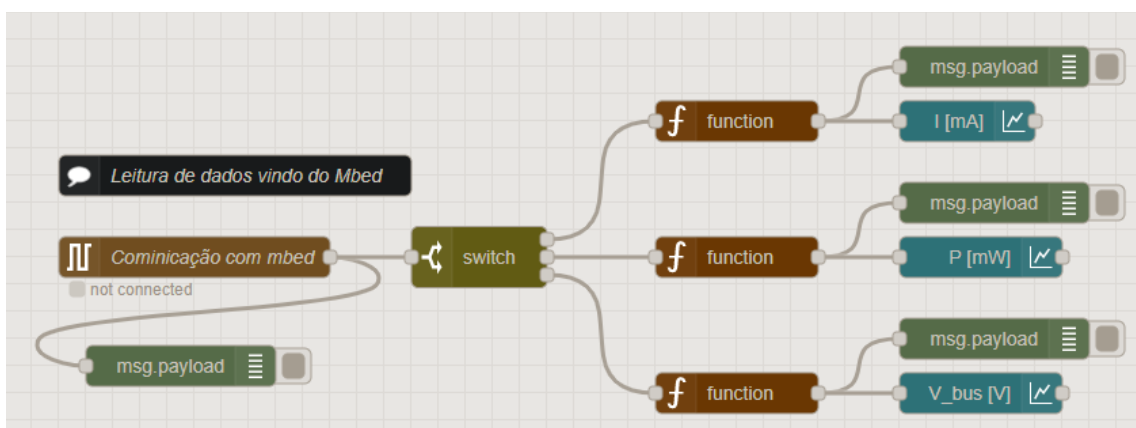 msg.payload
function
I [mA]
Leitura de dados vindo do Mbed
msg.payload
Cominicação com mbed
switch
function
P [mW]
not connected
msg.payload
msg.payload
function
V_bus [V]